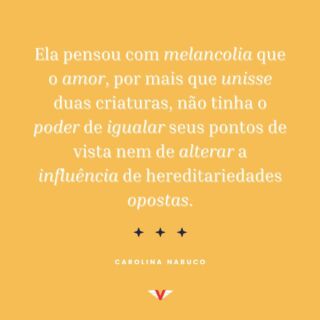 Ela pensou com melancolia que
o amor, por mais que unisse
duas criaturas, não tinha o
poder de igualar seus pontos de
vista nem de alterar a
influência de hereditariedades
opostas.
CAROLINA NABUCO
V